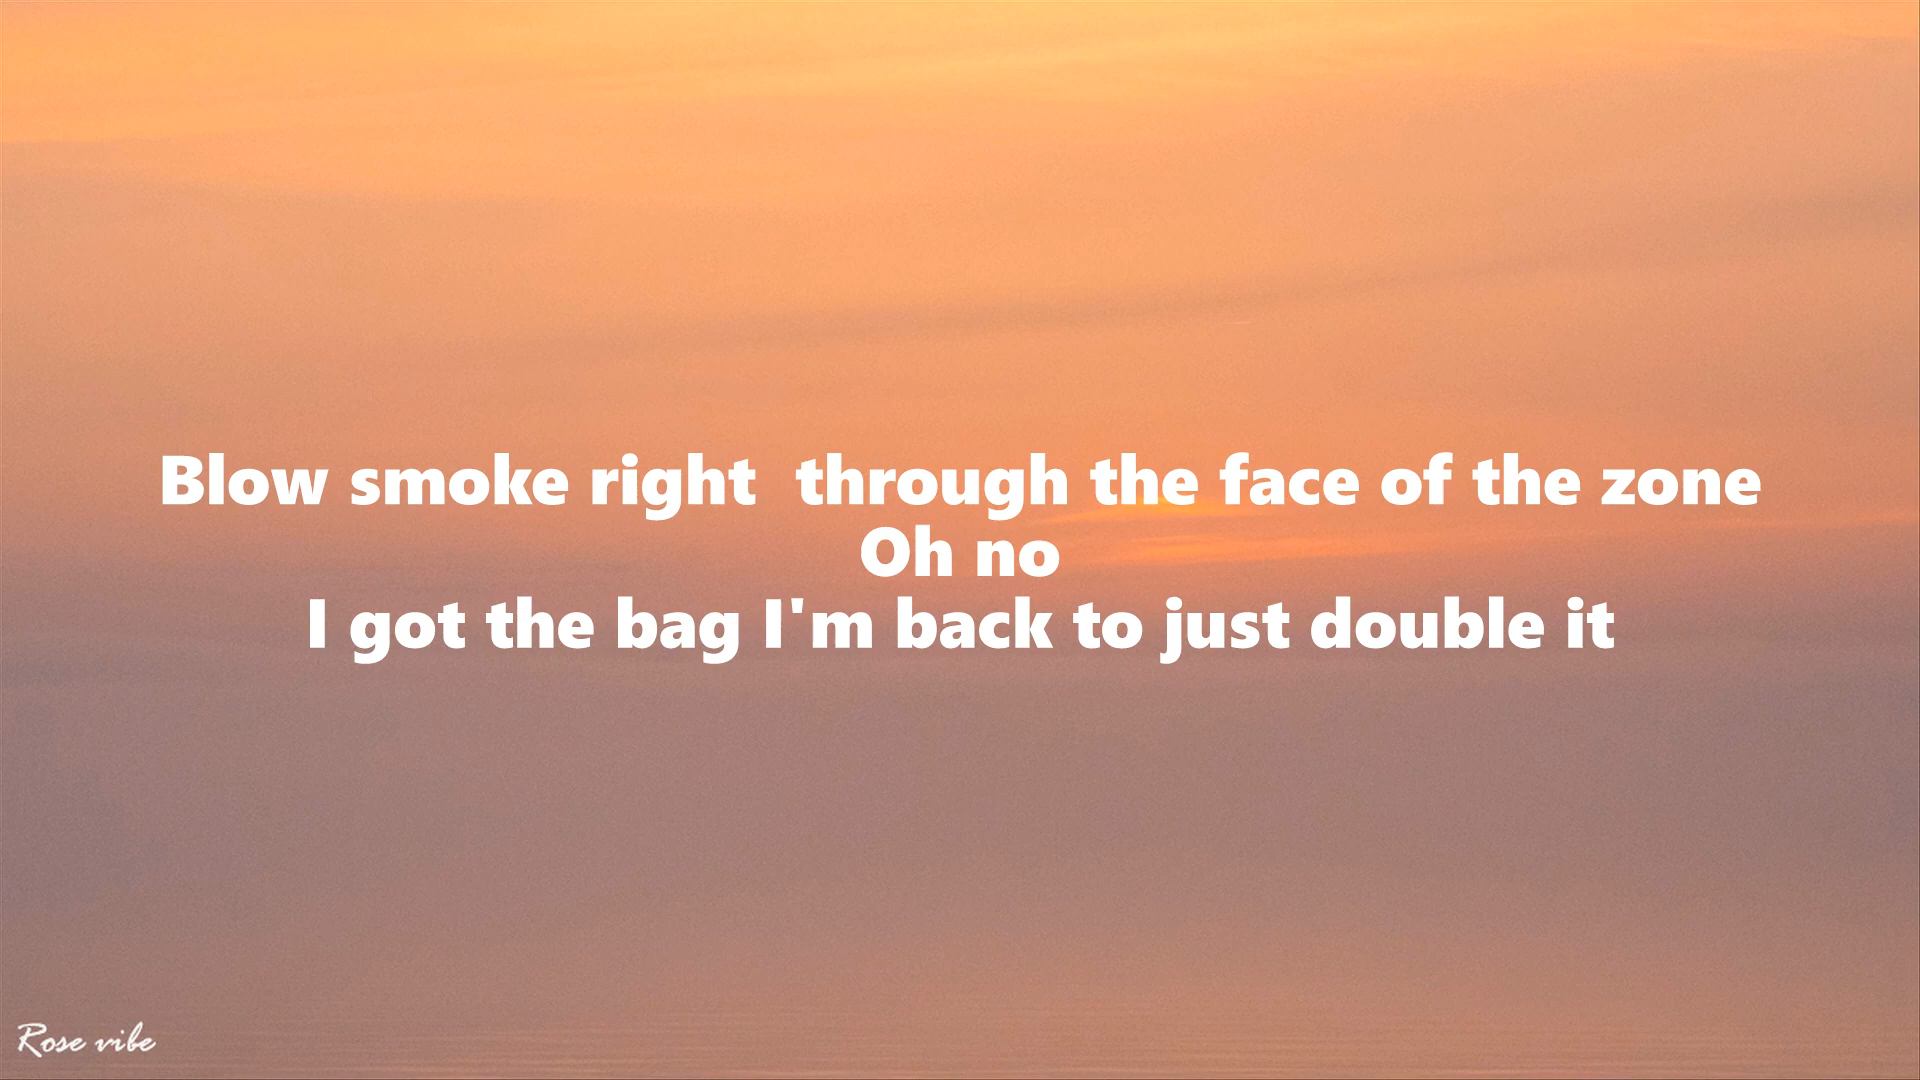 Blow smoke right  through the face of the zone
Oh no
I got the bag I'm back to just double it
Rose vibe